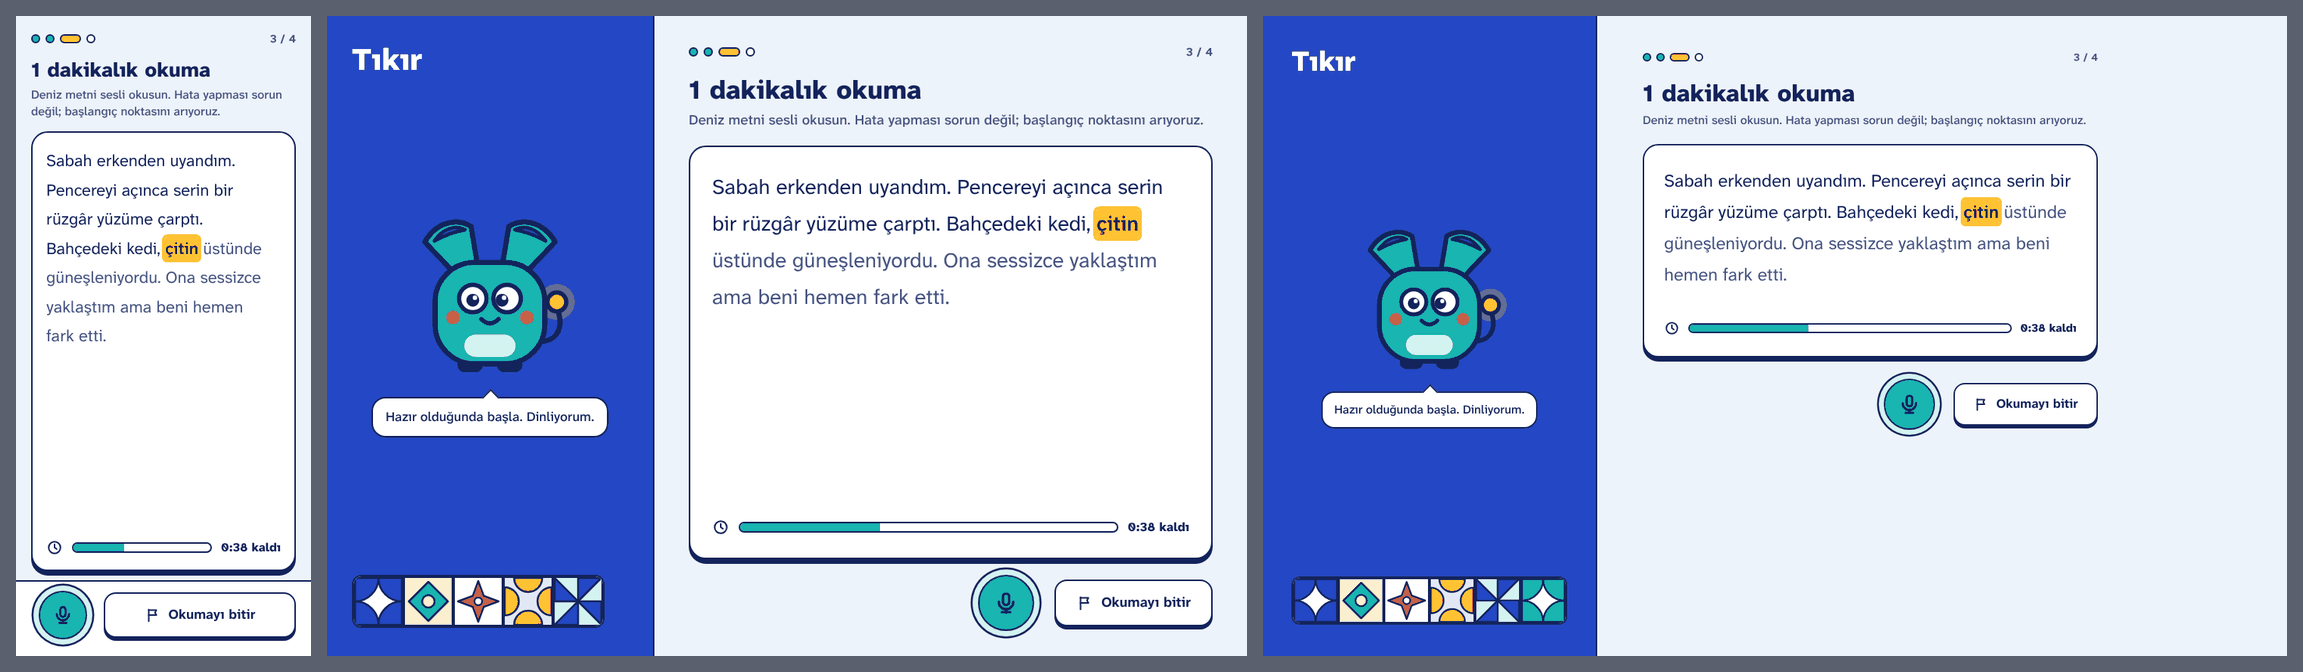 3 / 4
1 dakikalık okuma
Deniz metni sesli okusun. Hata yapması sorun
değil; başlangıç noktasını arıyoruz.
Sabah erkenden uyandım.
Pencereyi açınca serin bir
rüzgâr yüzüme çarptı.
Bahçedeki kedi, çitin üstünde
güneşleniyordu. Ona sessizce
yaklaştım ama beni hemen
fark etti.
0:38 kaldı
Okumayı bitir
Tıkır
Hazır olduğunda başla. Dinliyorum.
3 / 4
1 dakikalık okuma
Deniz metni sesli okusun. Hata yapması sorun değil; başlangıç noktasını arıyoruz.
Sabah erkenden uyandım. Pencereyi açınca serin
bir rüzgâr yüzüme çarptı. Bahçedeki kedi, çitin
üstünde güneşleniyordu. Ona sessizce yaklaştım
ama beni hemen fark etti.
0:38 kaldı
Okumayı bitir
Tıkır
Hazır olduğunda başla. Dinliyorum.
3 / 4
1 dakikalık okuma
Deniz metni sesli okusun. Hata yapması sorun değil; başlangıç noktasını arıyoruz.
Sabah erkenden uyandım. Pencereyi açınca serin bir
rüzgâr yüzüme çarptı. Bahçedeki kedi, çitin üstünde
güneşleniyordu. Ona sessizce yaklaştım ama beni
hemen fark etti.
0:38 kaldı
Okumayı bitir